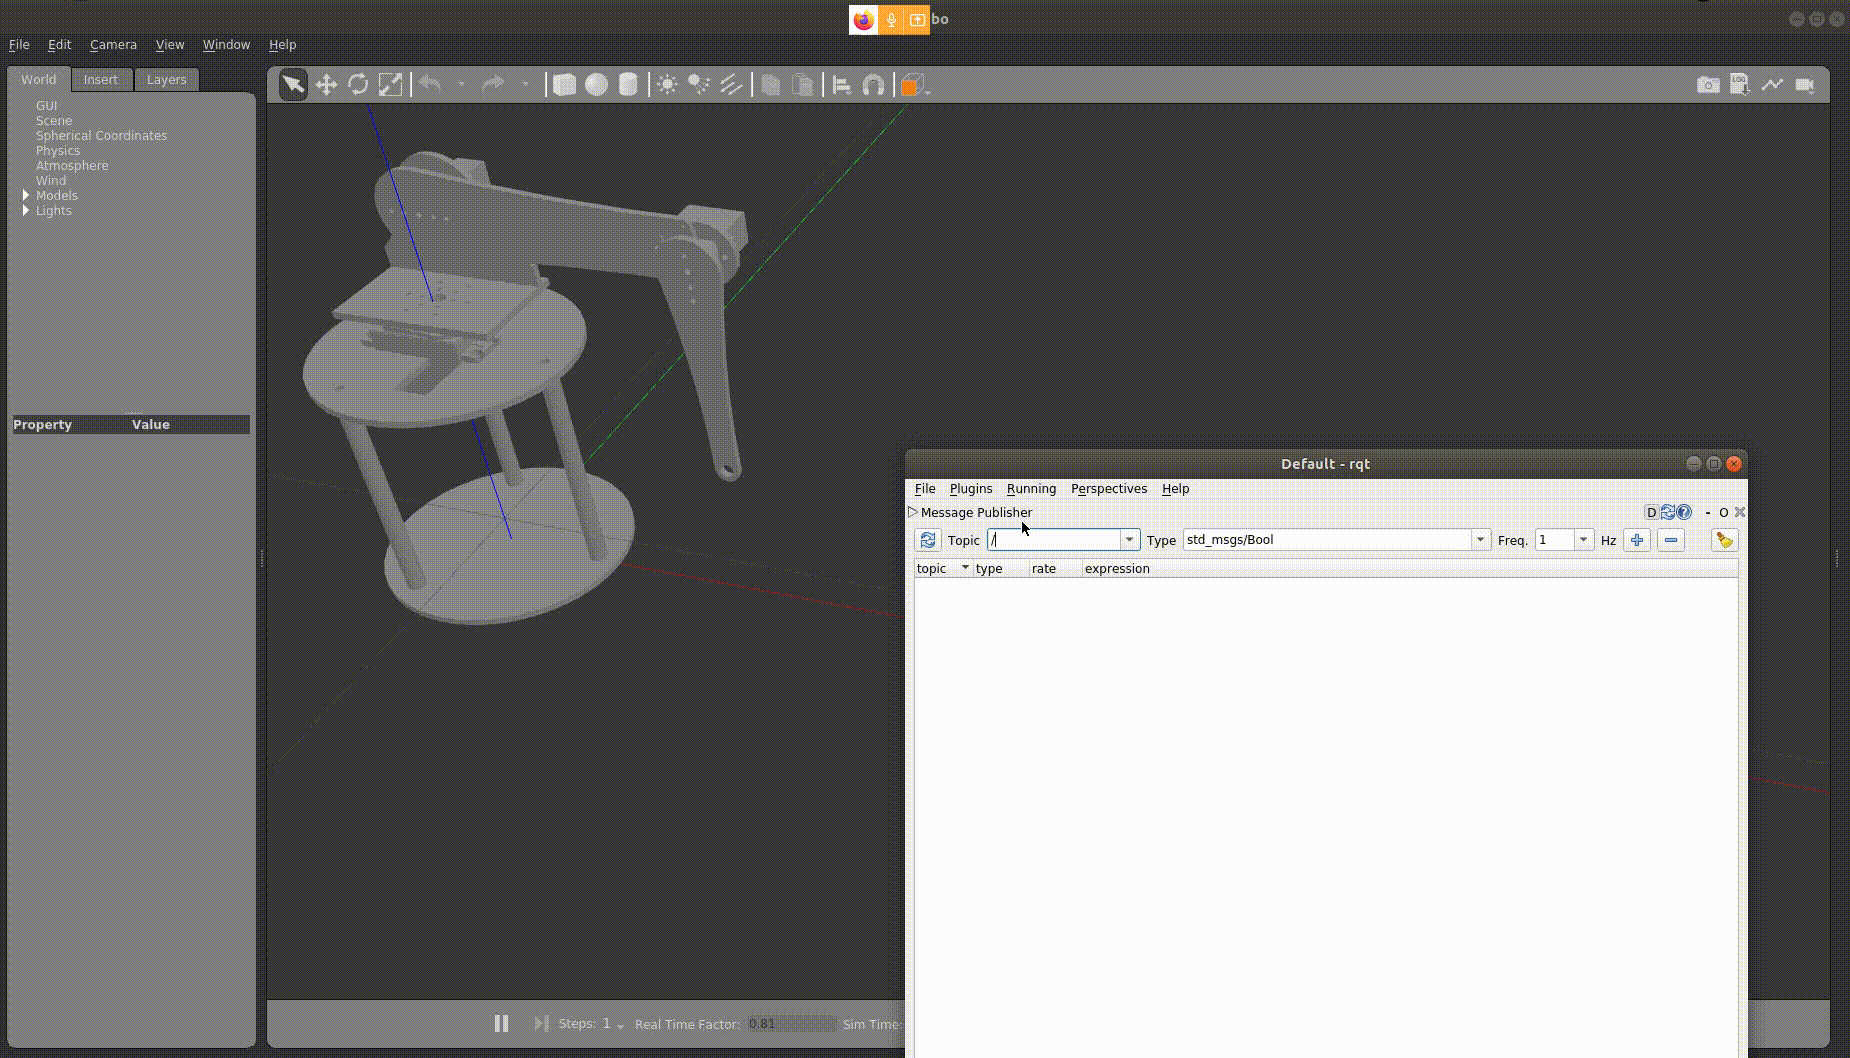 bo
File Edit Camera View Window Help
World Insert Layers
LOG
GUI
Scene
Spherical Coordinates
Physics
Atmosphere
Wind
Models
Lights
Property Value
Default - rqt
File Plugins Running Perspectives Help
Message Publisher D - O
Topic / Type std_msgs/Bool Freq. 1 Hz
topic type rate expression
Steps: 1 Real Time Factor: 0.81 Sim Time: